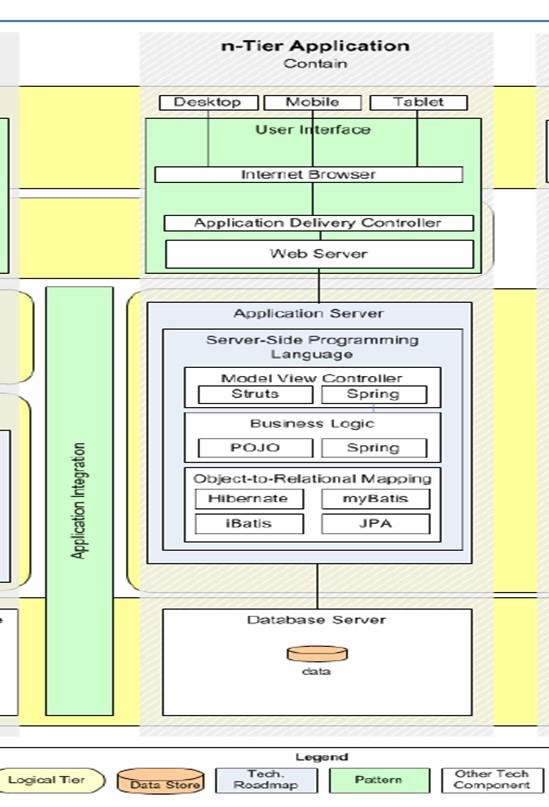 n-Tier Application
Contain
Desktop
Mobile
Tablet
User Interface
Internet Browser
Application Delivery Controller
Web Server
Application Server
Server-Side Programming
Language
Model View Controller
Struts
Spring
Business Logic
POJO
Spring
Object-to-Relational Mapping
Hibernate
myBatis
iBatis
JPA
Application Integration
Database Server
data
Legend
Logical Tier
Data Store
Tech.
Roadmap
Pattern
Other Tech
Component